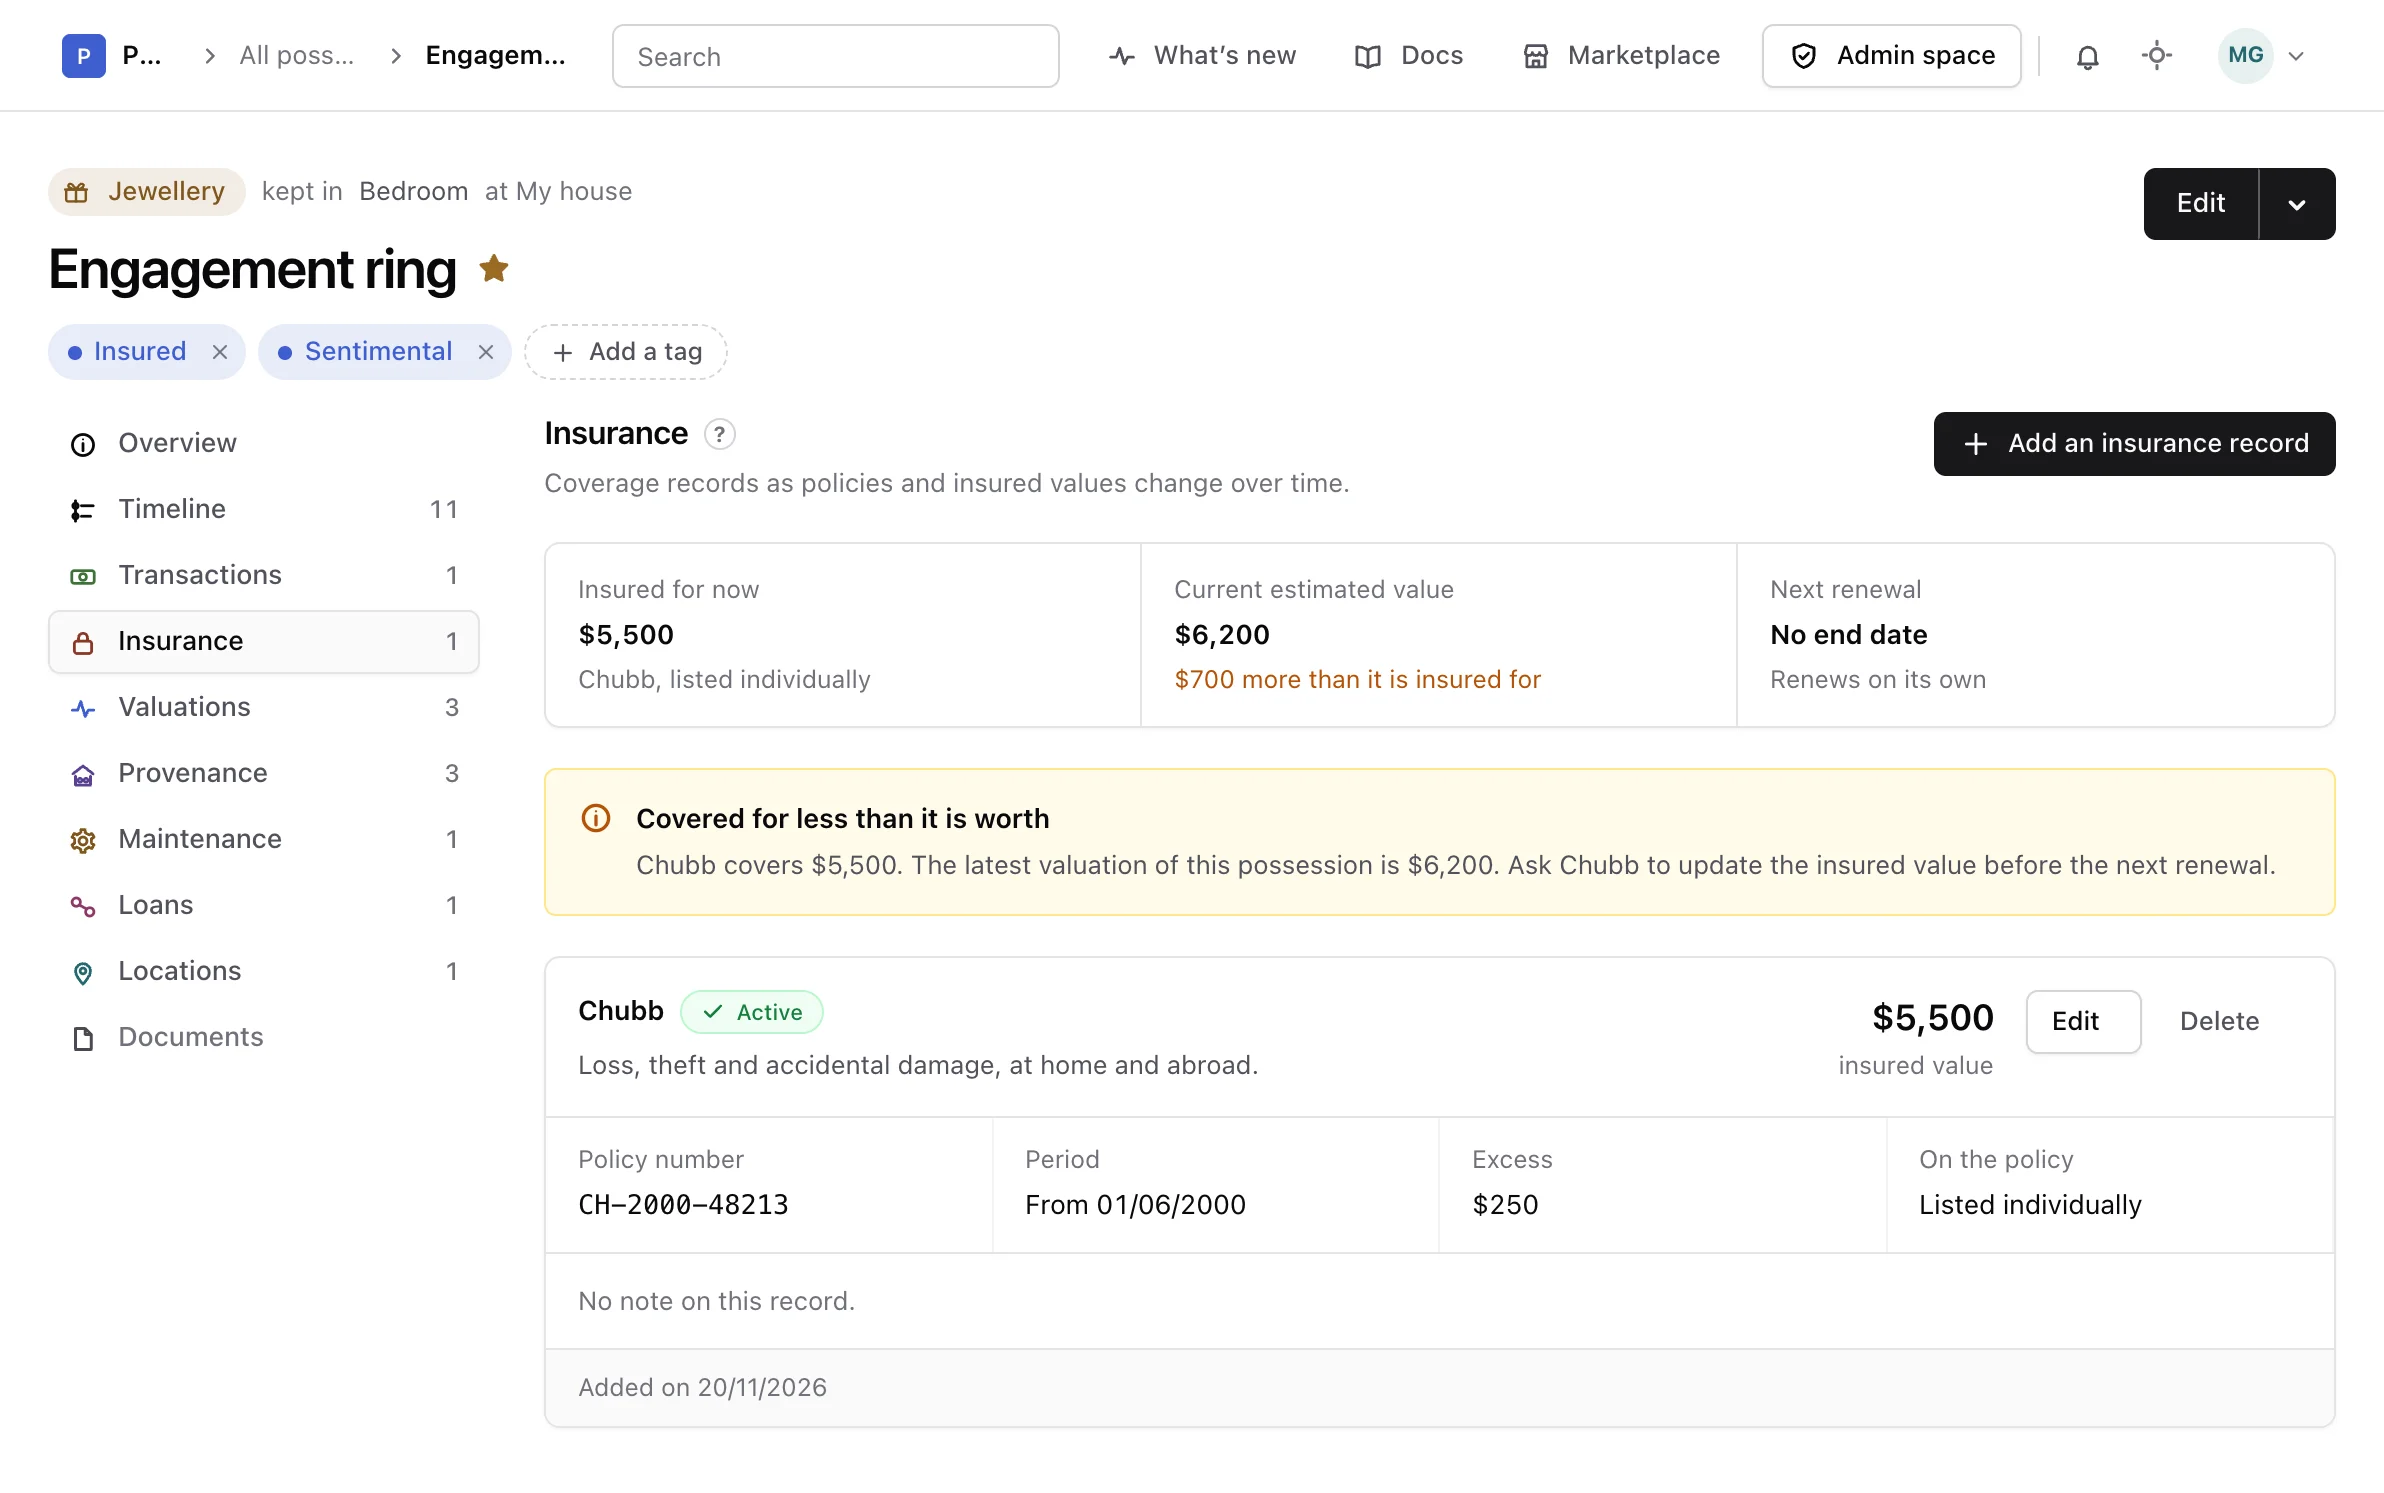 P P... > All poss... > Engagem... Search What's new Docs Marketplace Admin space MG
Jewellery kept in Bedroom at My house
Edit
Engagement ring
Insured Sentimental + Add a tag
Overview
Timeline 11
Transactions 1
Insurance 1
Valuations 3
Provenance 3
Maintenance 1
Loans 1
Locations 1
Documents
Insurance ?
Coverage records as policies and insured values change over time.
+ Add an insurance record
Insured for now
$5,500
Chubb, listed individually
Current estimated value
$6,200
$700 more than it is insured for
Next renewal
No end date
Renews on its own
Covered for less than it is worth
Chubb covers $5,500. The latest valuation of this possession is $6,200. Ask Chubb to update the insured value before the next renewal.
Chubb Active
Loss, theft and accidental damage, at home and abroad.
$5,500
insured value
Edit
Delete
Policy number
CH-2000-48213
Period
From 01/06/2000
Excess
$250
On the policy
Listed individually
No note on this record.
Added on 20/11/2026